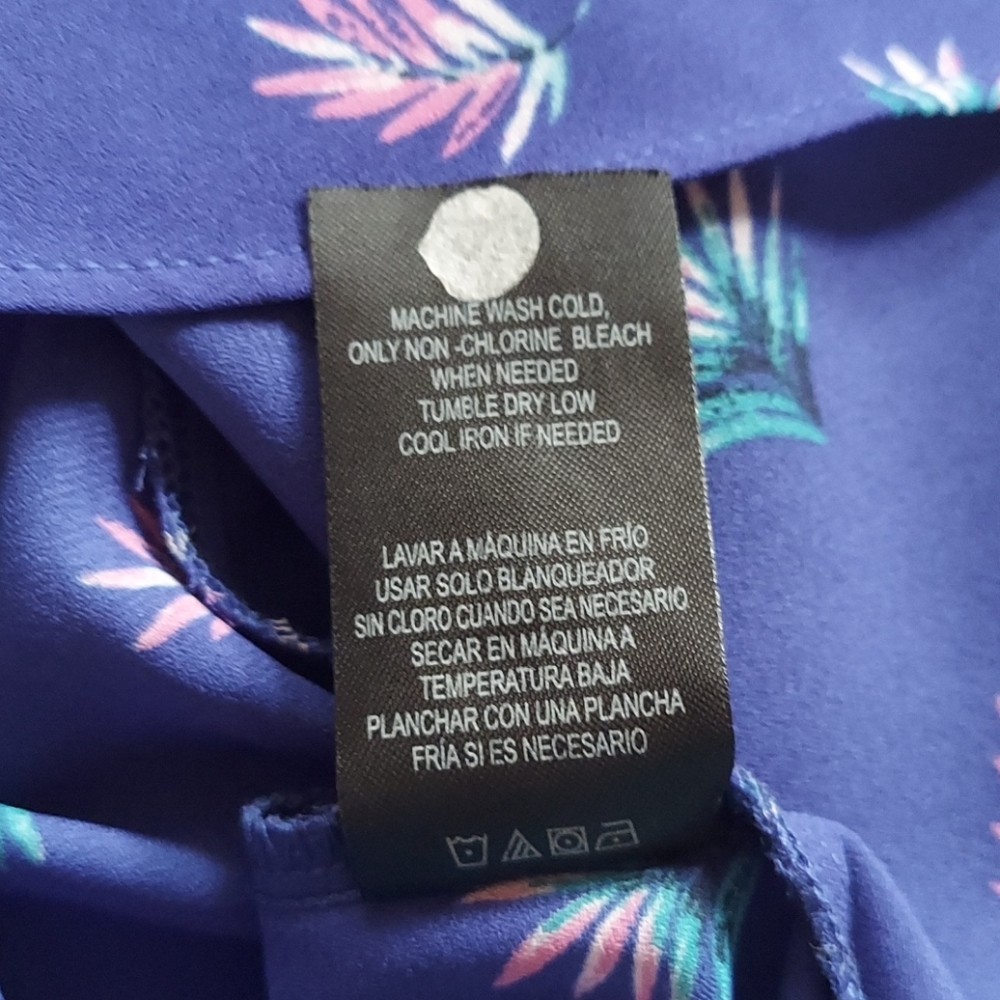 MACHINE WASH COLD,
ONLY NON -CHLORINE BLEACH
WHEN NEEDED
TUMBLE DRY LOW
COOL IRON IF NEEDED
LAVAR A MÁQUINA EN FRÍO
USAR SOLO BLANQUEADOR
SIN CLORO CUANDO SEA NECESARIO
SECAR EN MÁQUINA A
TEMPERATURA BAJA
PLANCHAR CON UNA PLANCHA
FRÍA SI ES NECESARIO